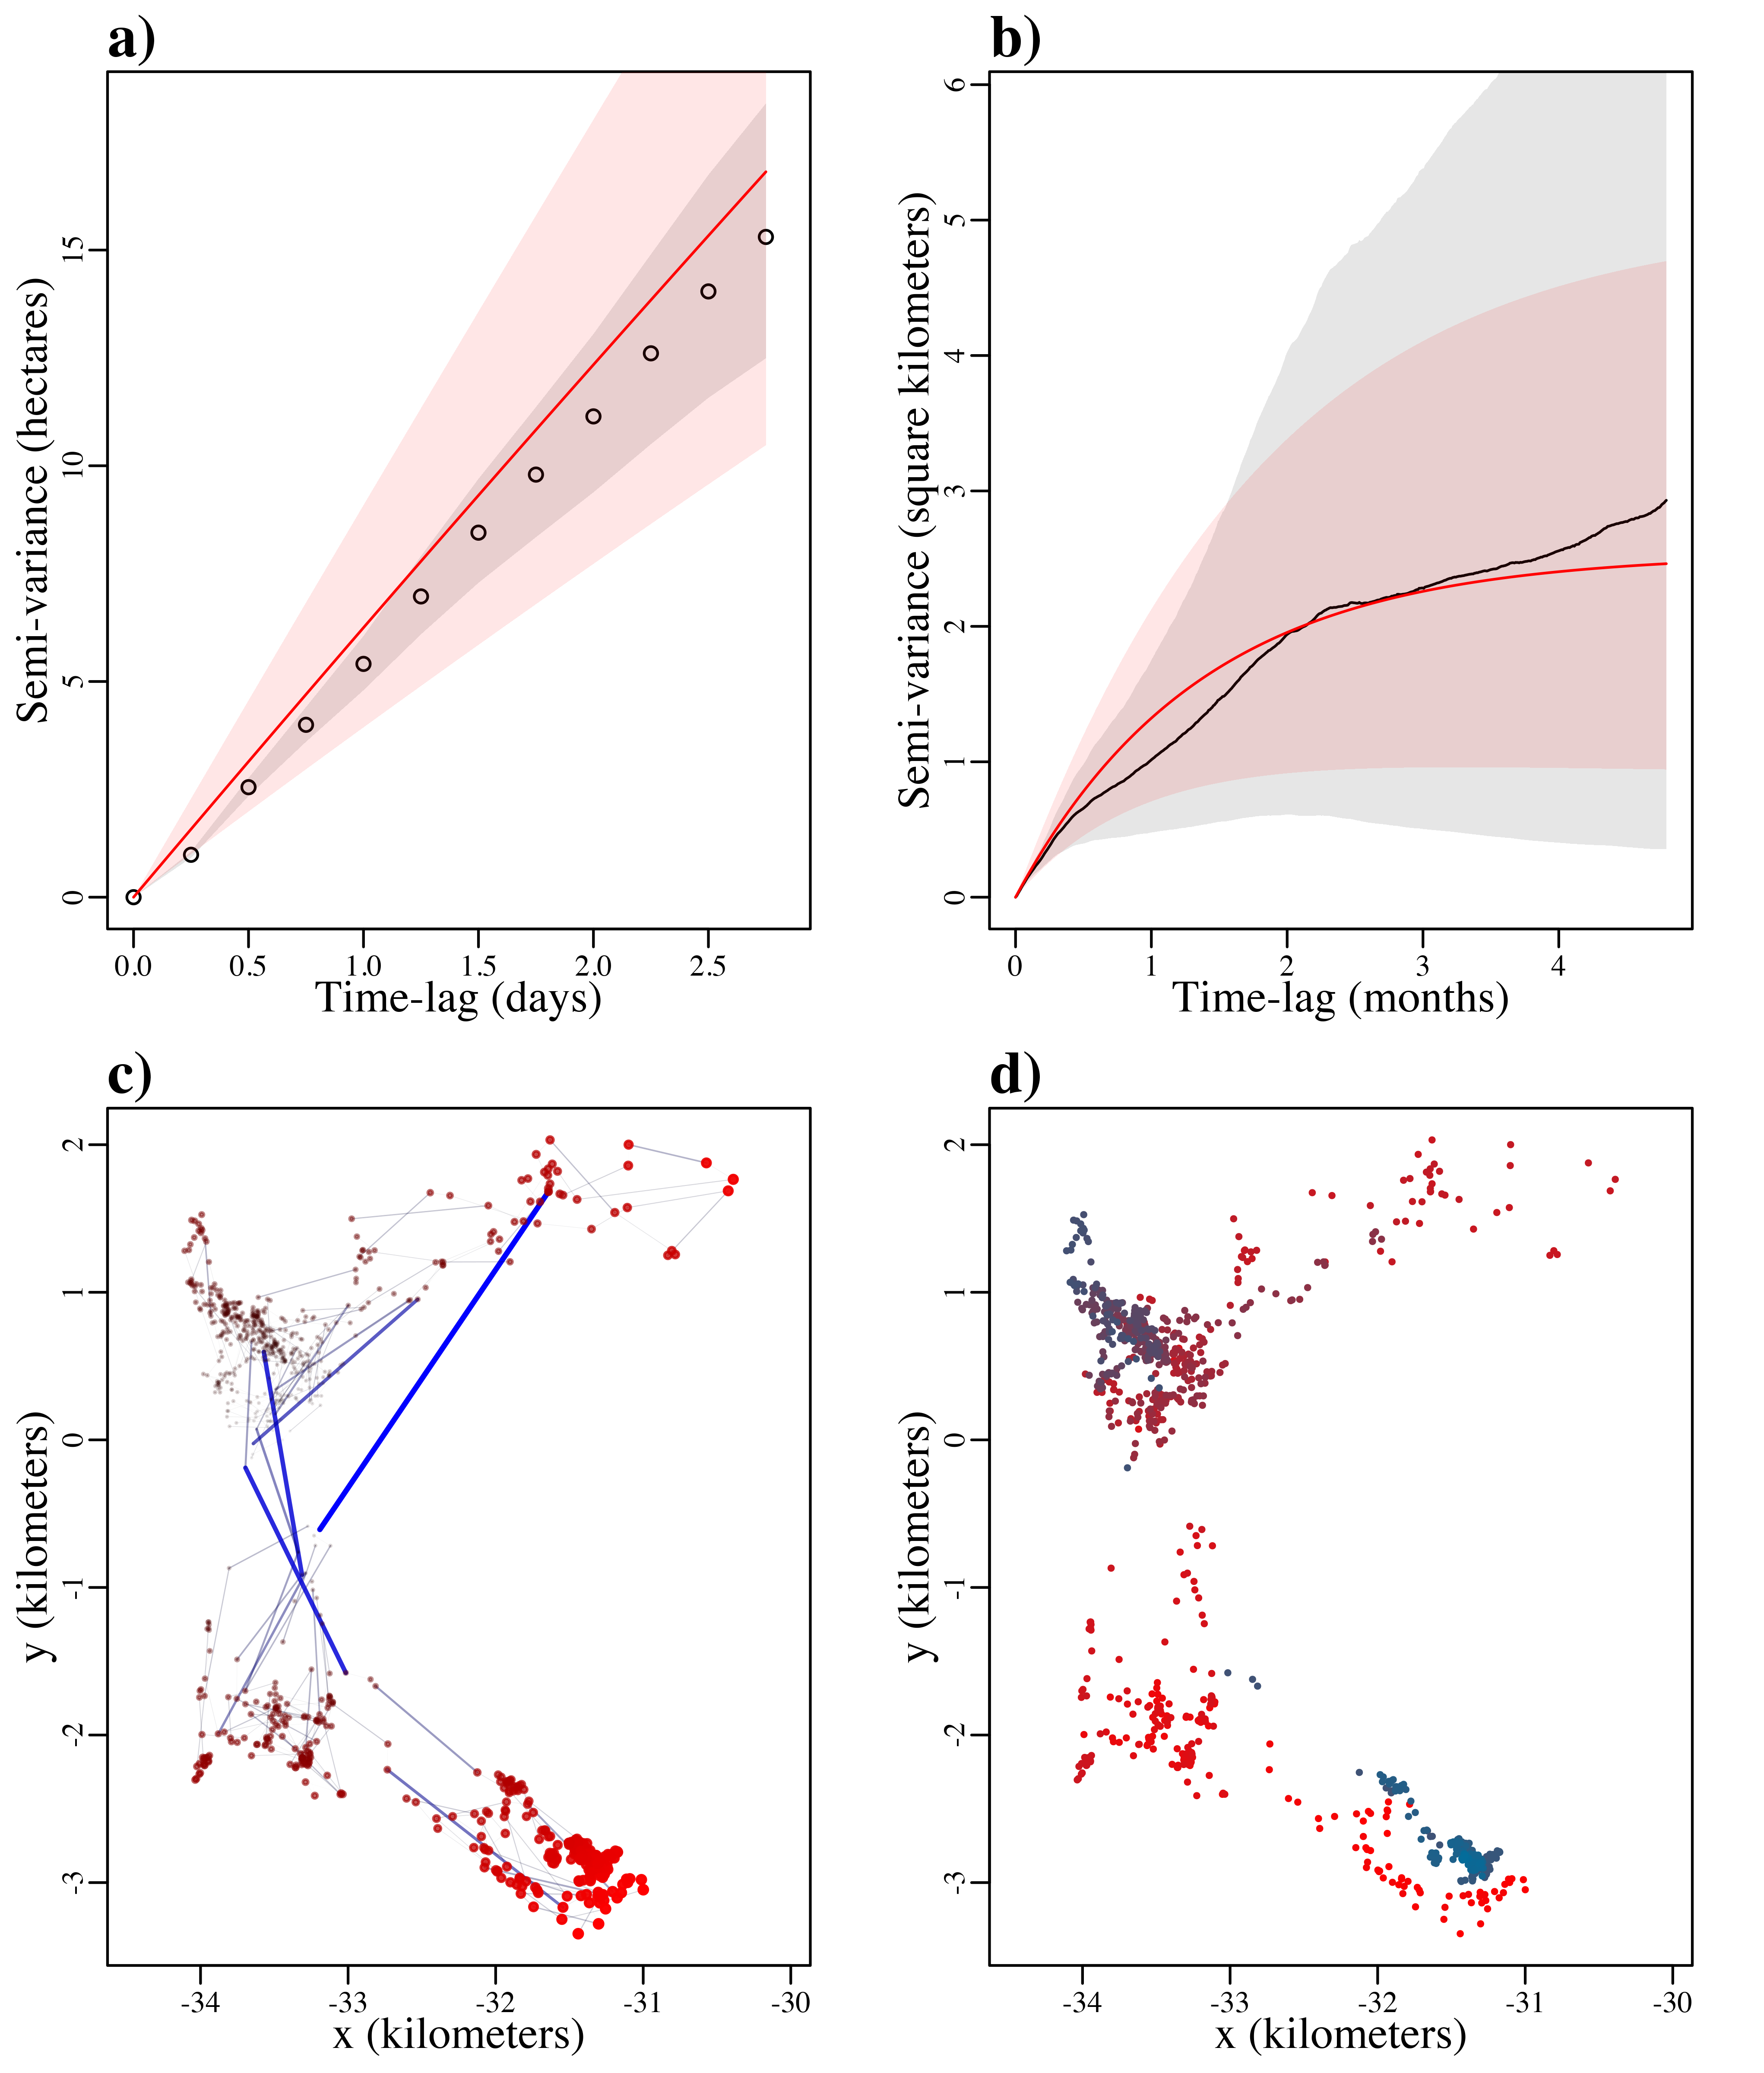 a)
Semi-variance (hectares)
15
10
5
0
0.0 0.5 1.0 1.5 2.0 2.5
Time-lag (days)
b)
Semi-variance (square kilometers)
6
5
4
3
2
1
0
0 1 2 3 4
Time-lag (months)
c)
y (kilometers)
2
1
0
-1
-2
-3
-34 -33 -32 -31 -30
x (kilometers)
d)
y (kilometers)
2
1
0
-1
-2
-3
-34 -33 -32 -31 -30
x (kilometers)